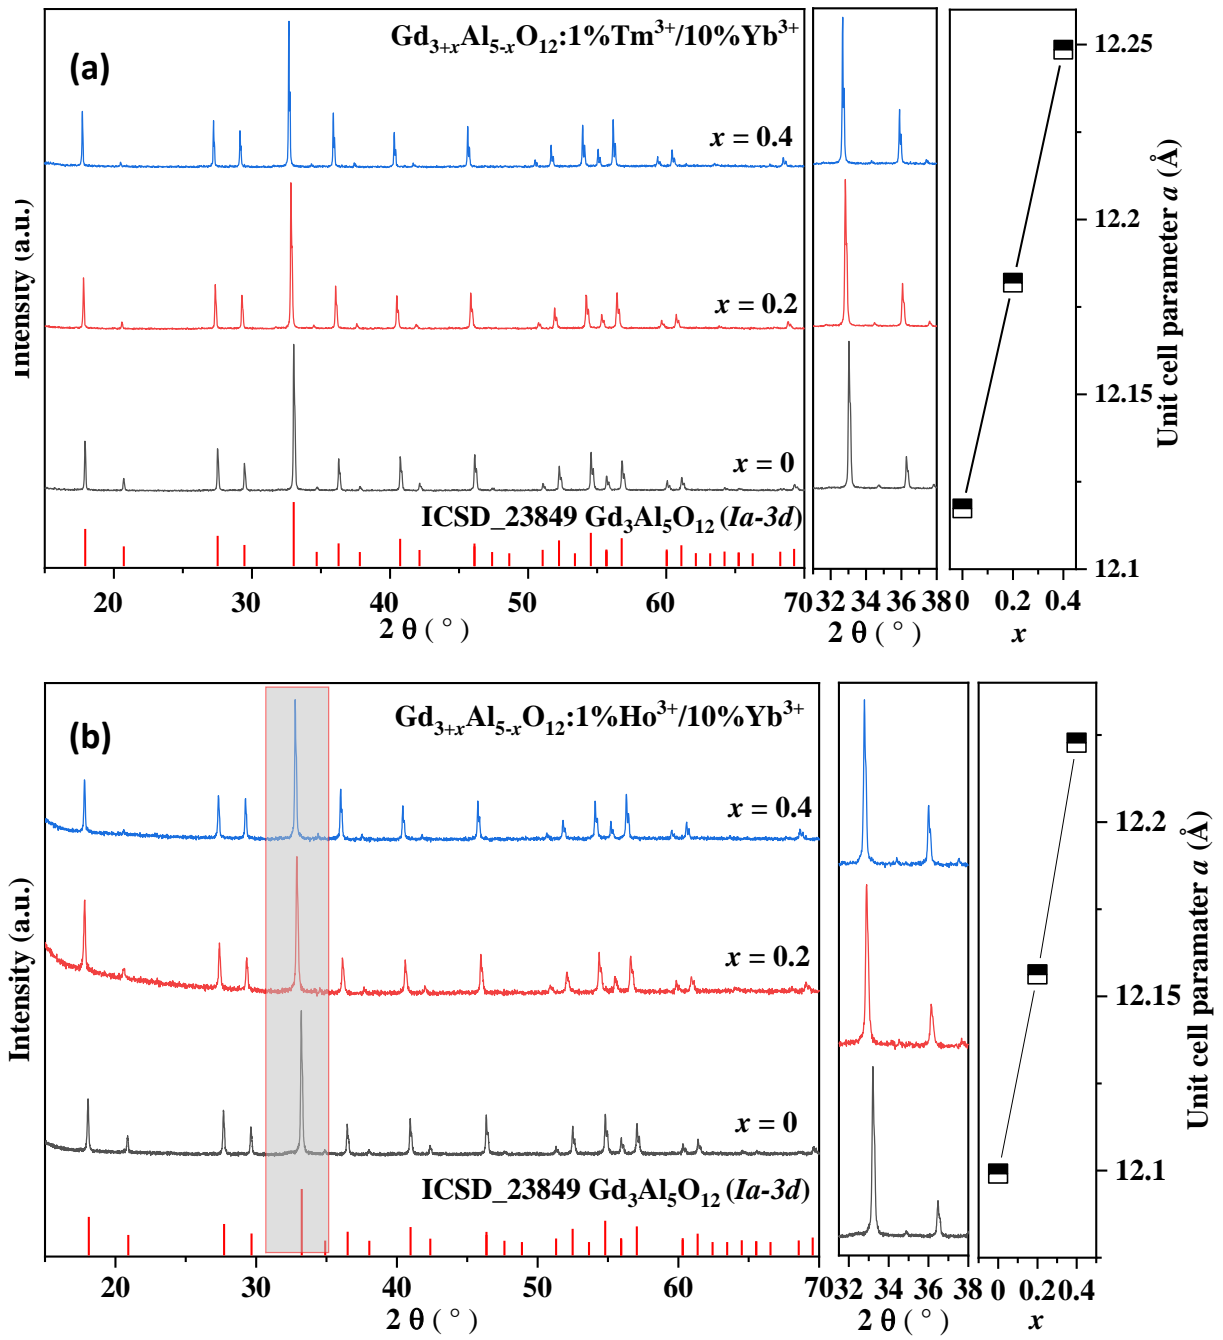 (a)
Gd3+xAl5-xO12:1%Tm3+/10%Yb3+
x = 0.4
x = 0.2
x = 0
ICSD_23849 Gd3Al5O12 (Ia-3d)
Intensity (a.u.)
20 30 40 50 60 70
2 θ ( ° )
32 34 36 38
2 θ ( ° )
0 0.2 0.4
x
12.25
12.2
12.15
12.1
Unit cell parameter a (Å)
(b)
Gd3+xAl5-xO12:1%Ho3+/10%Yb3+
x = 0.4
x = 0.2
x = 0
ICSD_23849 Gd3Al5O12 (Ia-3d)
Intensity (a.u.)
20 30 40 50 60 70
2 θ ( ° )
32 34 36 38
2 θ ( ° )
0 0.2 0.4
x
12.2
12.15
12.1
Unit cell paramater a (Å)